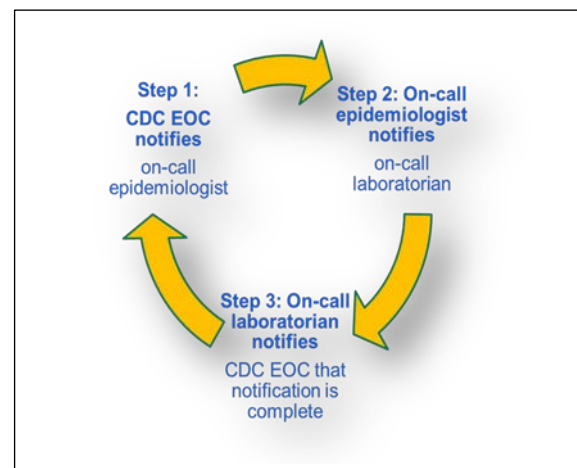 Step 1:
CDC EOC
notifies
on-call
epidemiologist
Step 2: On-call
epidemiologist
notifies
on-call
laboratorian
Step 3: On-call
laboratorian
notifies
CDC EOC that
notification is
complete